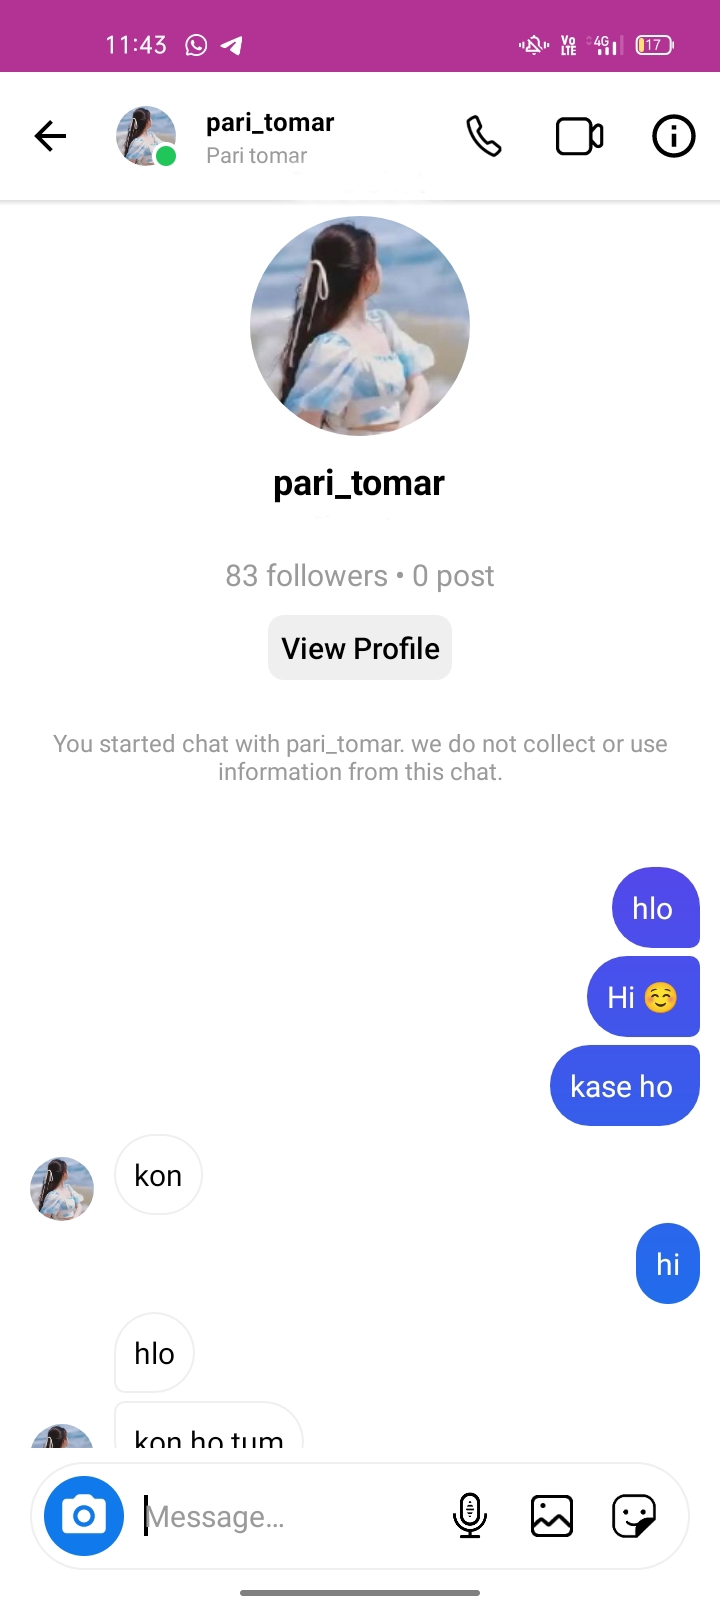 11:43 Vo LTE 4G 17
pari_tomar
Pari tomar
pari_tomar
83 followers • 0 post
View Profile
You started chat with pari_tomar. we do not collect or use
information from this chat.
hlo
Hi ☺️
kase ho
kon
hi
hlo
kon ho tum
Message...